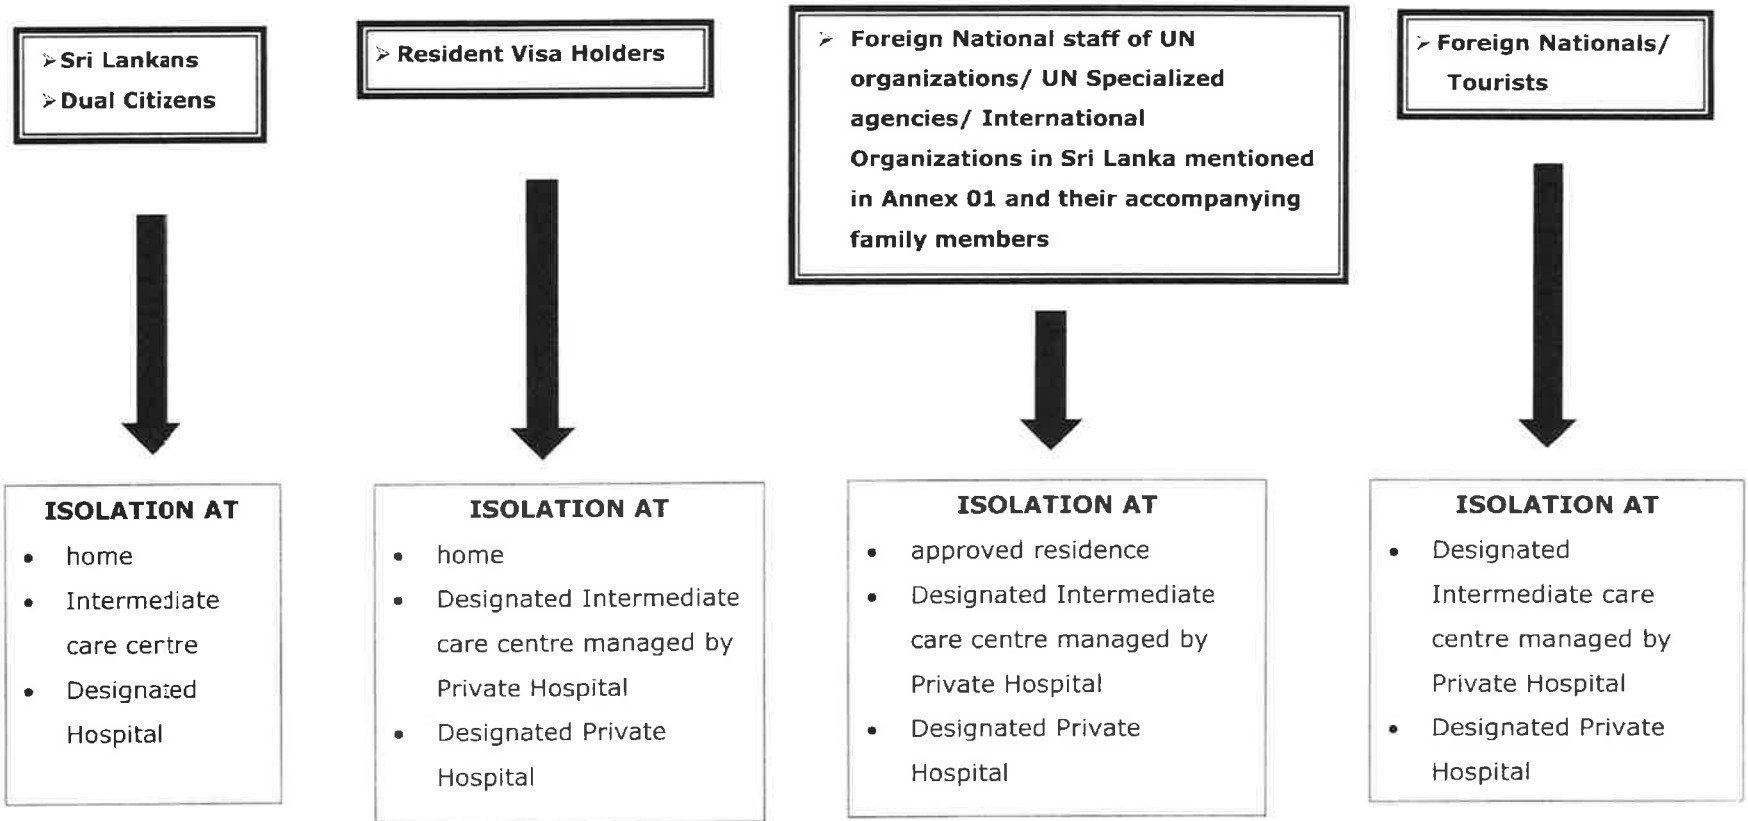 ➢ Sri Lankans
➢ Dual Citizens
➢ Resident Visa Holders
➢ Foreign National staff of UN
organizations/ UN Specialized
agencies/ International
Organizations in Sri Lanka mentioned
in Annex 01 and their accompanying
family members
➢ Foreign Nationals/
Tourists
ISOLATION AT
• home
• Intermediate
care centre
• Designated
Hospital
ISOLATION AT
• home
• Designated Intermediate
care centre managed by
Private Hospital
• Designated Private
Hospital
ISOLATION AT
• approved residence
• Designated Intermediate
care centre managed by
Private Hospital
• Designated Private
Hospital
ISOLATION AT
• Designated
Intermediate care
centre managed by
Private Hospital
• Designated Private
Hospital